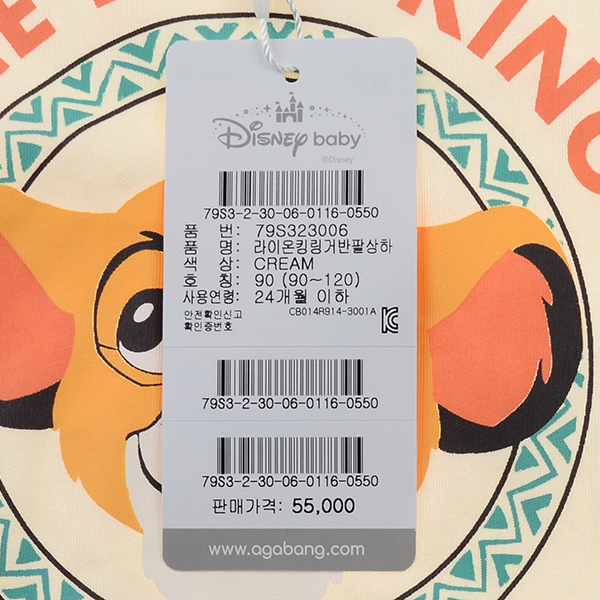 HE
KING
Disney baby
©Disney
79S3-2-30-06-0116-0550
품 번: 79S323006
품 명: 라이온킹링거반팔상하
색 상: CREAM
호 칭: 90 (90~120)
사용연령: 24개월 이하
안전확인신고
확인증번호 CB014R914-3001A
79S3-2-30-06-0116-0550
79S3-2-30-06-0116-0550
판매가격: 55,000
www.agabang.com